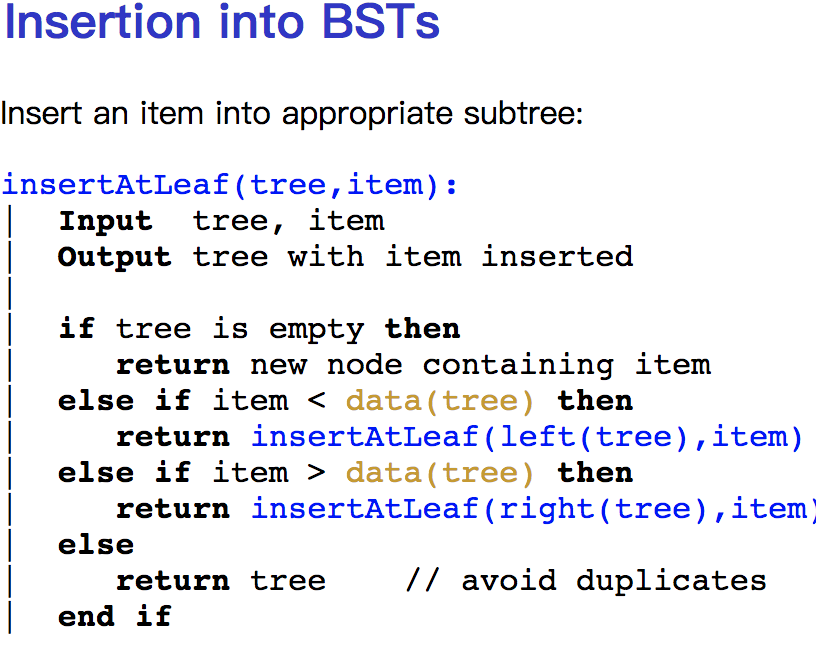 Insertion into BSTs
Insert an item into appropriate subtree:
insertAtLeaf(tree,item):
|  Input  tree, item
|  Output tree with item inserted
|
|  if tree is empty then
|     return new node containing item
|  else if item < data(tree) then
|     return insertAtLeaf(left(tree),item)
|  else if item > data(tree) then
|     return insertAtLeaf(right(tree),item)
|  else
|     return tree    // avoid duplicates
|  end if